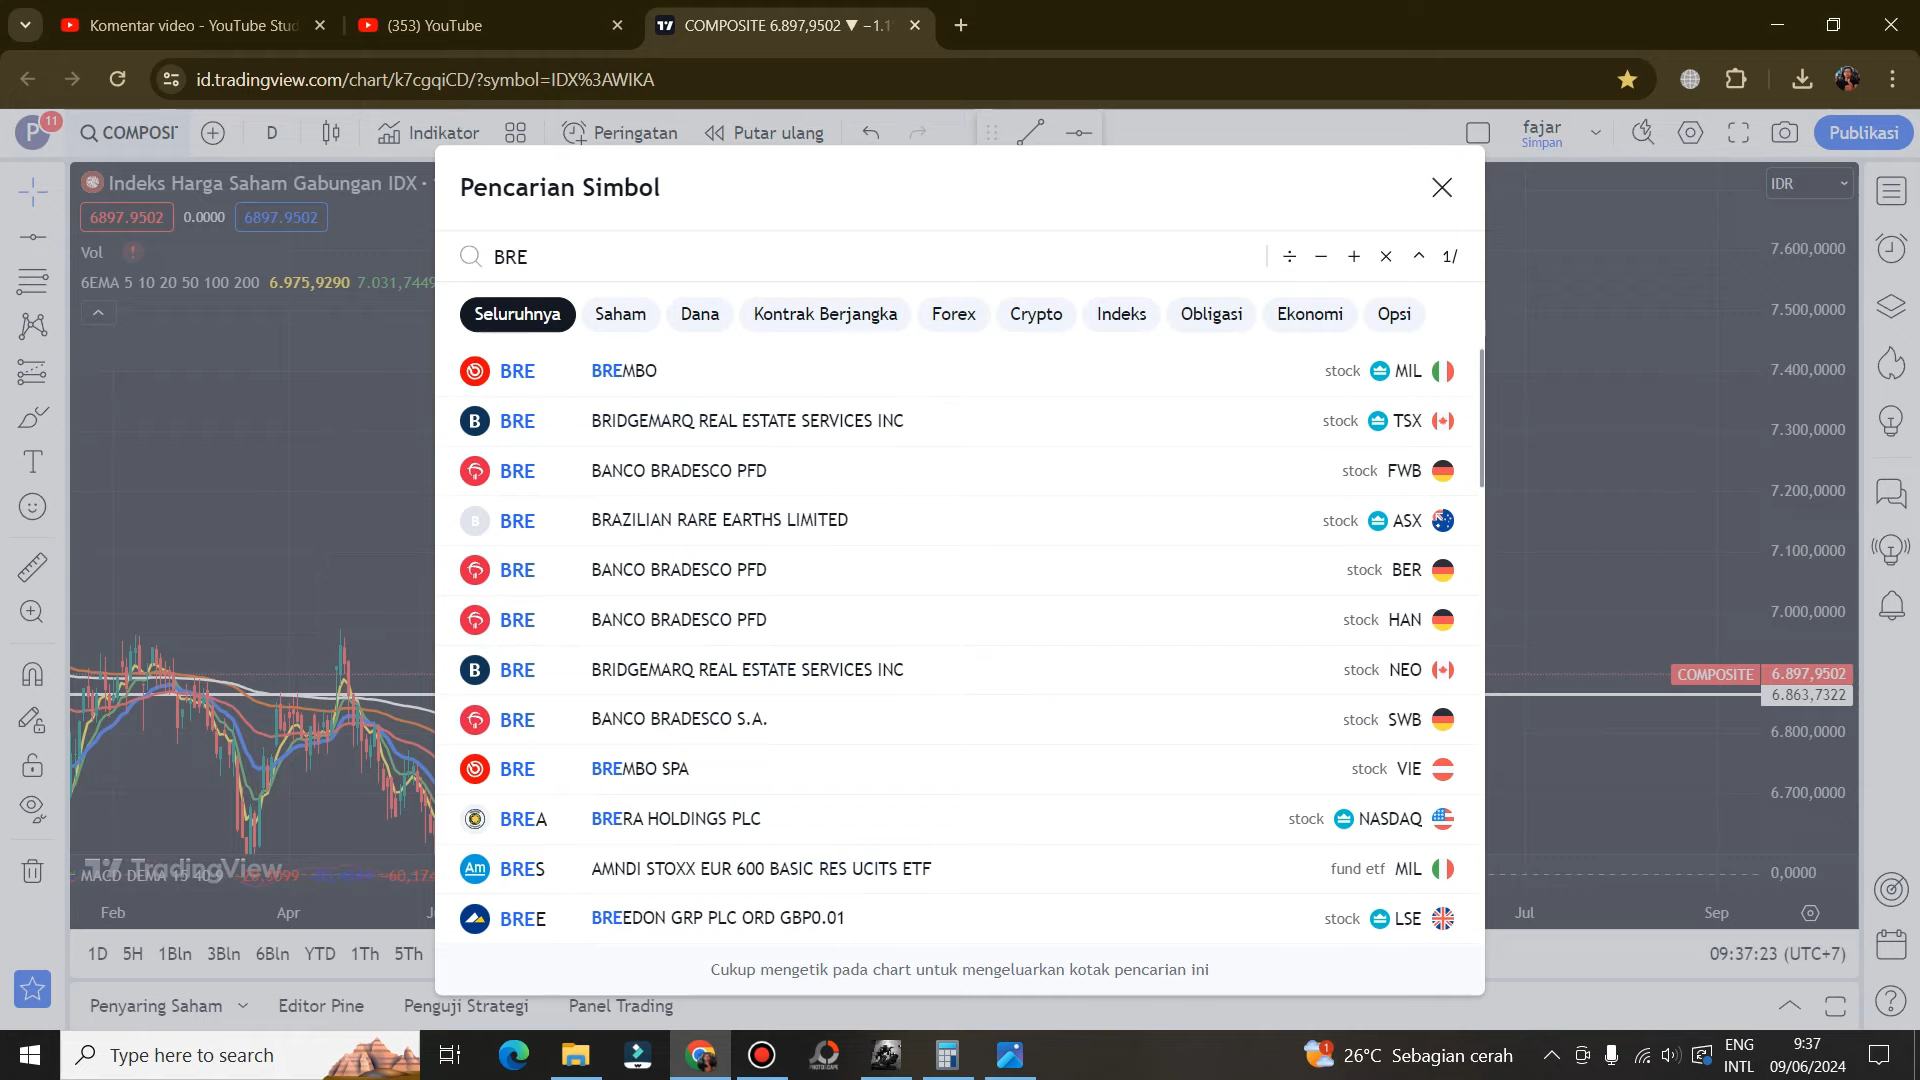 Komentar video - YouTube Stud
(353) YouTube
COMPOSITE 6.897,9502 ▼ −1.1
id.tradingview.com/chart/k7cgqiCD/?symbol=IDX%3AWIKA
P
11
COMPOSIT
D
Indikator
Peringatan
Putar ulang
fajar
Simpan
Publikasi
Indeks Harga Saham Gabungan IDX ·
6897.9502
0.0000
6897.9502
Vol
6EMA 5 10 20 50 100 200 6.975,9290 7.031,7449
IDR
Pencarian Simbol
BRE
÷ − + × ^ 1/
Seluruhnya
Saham
Dana
Kontrak Berjangka
Forex
Crypto
Indeks
Obligasi
Ekonomi
Opsi
BRE BREMBO stock MIL
B BRE BRIDGEMARQ REAL ESTATE SERVICES INC stock TSX
BRE BANCO BRADESCO PFD stock FWB
B BRE BRAZILIAN RARE EARTHS LIMITED stock ASX
BRE BANCO BRADESCO PFD stock BER
BRE BANCO BRADESCO PFD stock HAN
B BRE BRIDGEMARQ REAL ESTATE SERVICES INC stock NEO
BRE BANCO BRADESCO S.A. stock SWB
BRE BREMBO SPA stock VIE
BREA BRERA HOLDINGS PLC stock NASDAQ
Am BRES AMNDI STOXX EUR 600 BASIC RES UCITS ETF fund etf MIL
BREE BREEDON GRP PLC ORD GBP0.01 stock LSE
Cukup mengetik pada chart untuk mengeluarkan kotak pencarian ini
7.600,0000
7.500,0000
7.400,0000
7.300,0000
7.200,0000
7.100,0000
7.000,0000
COMPOSITE 6.897,9502
6.863,7322
6.800,0000
6.700,0000
0,0000
TradingView
MACD DEMA
Feb
Apr
Jul
Sep
1D 5H 1Bln 3Bln 6Bln YTD 1Th 5Th
09:37:23 (UTC+7)
Penyaring Saham
Editor Pine
Penguji Strategi
Panel Trading
Type here to search
1
26°C Sebagian cerah
ENG
INTL
9:37
09/06/2024